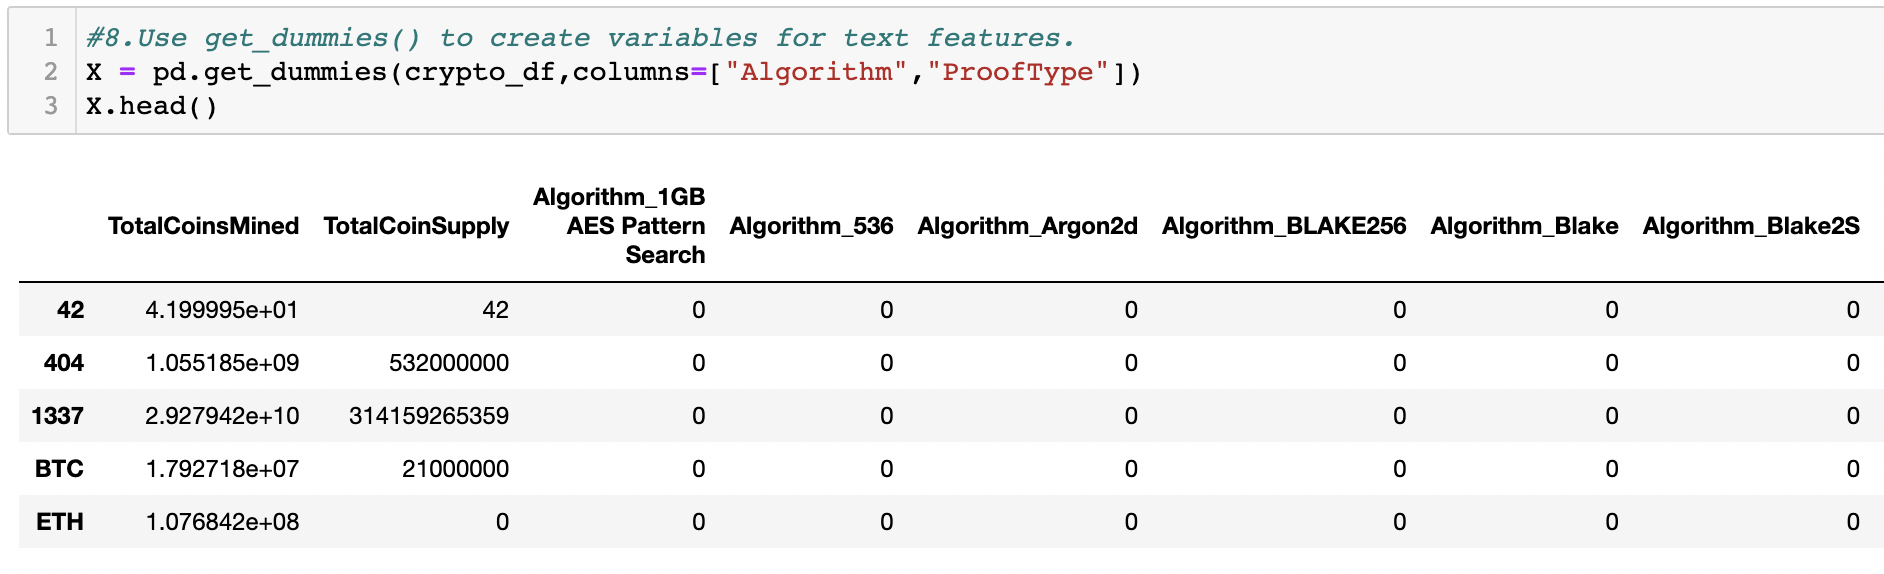 1 #8.Use get_dummies() to create variables for text features.
2 X = pd.get_dummies(crypto_df,columns=["Algorithm","ProofType"])
3 X.head()
Algorithm_1GB
TotalCoinsMined TotalCoinSupply AES Pattern Algorithm_536 Algorithm_Argon2d Algorithm_BLAKE256 Algorithm_Blake Algorithm_Blake2S
Search
42 4.199995e+01 42 0 0 0 0 0 0
404 1.055185e+09 532000000 0 0 0 0 0 0
1337 2.927942e+10 314159265359 0 0 0 0 0 0
BTC 1.792718e+07 21000000 0 0 0 0 0 0
ETH 1.076842e+08 0 0 0 0 0 0 0